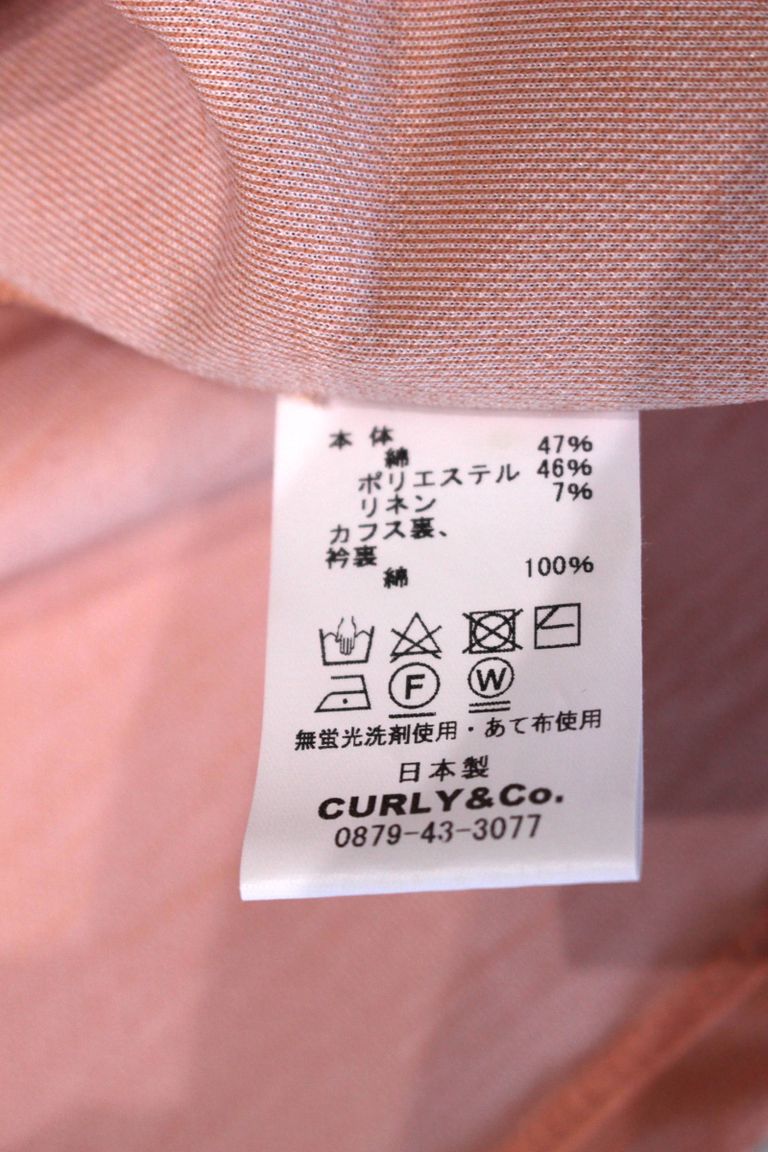 本 体
綿 47%
ポリエステル 46%
リネン 7%
カフス裏、
衿裏
綿 100%
F W
無蛍光洗剤使用・あて布使用
日本製
CURLY&Co.
0879-43-3077